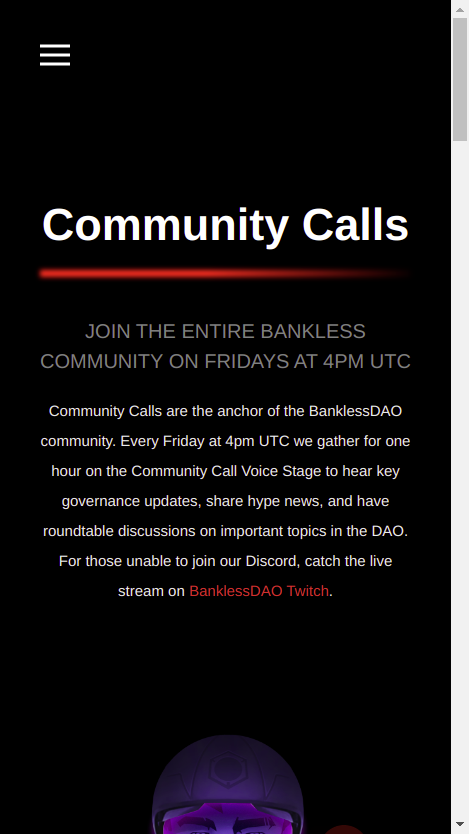 Community Calls
JOIN THE ENTIRE BANKLESS
COMMUNITY ON FRIDAYS AT 4PM UTC
Community Calls are the anchor of the BanklessDAO
community. Every Friday at 4pm UTC we gather for one
hour on the Community Call Voice Stage to hear key
governance updates, share hype news, and have
roundtable discussions on important topics in the DAO.
For those unable to join our Discord, catch the live
stream on BanklessDAO Twitch.